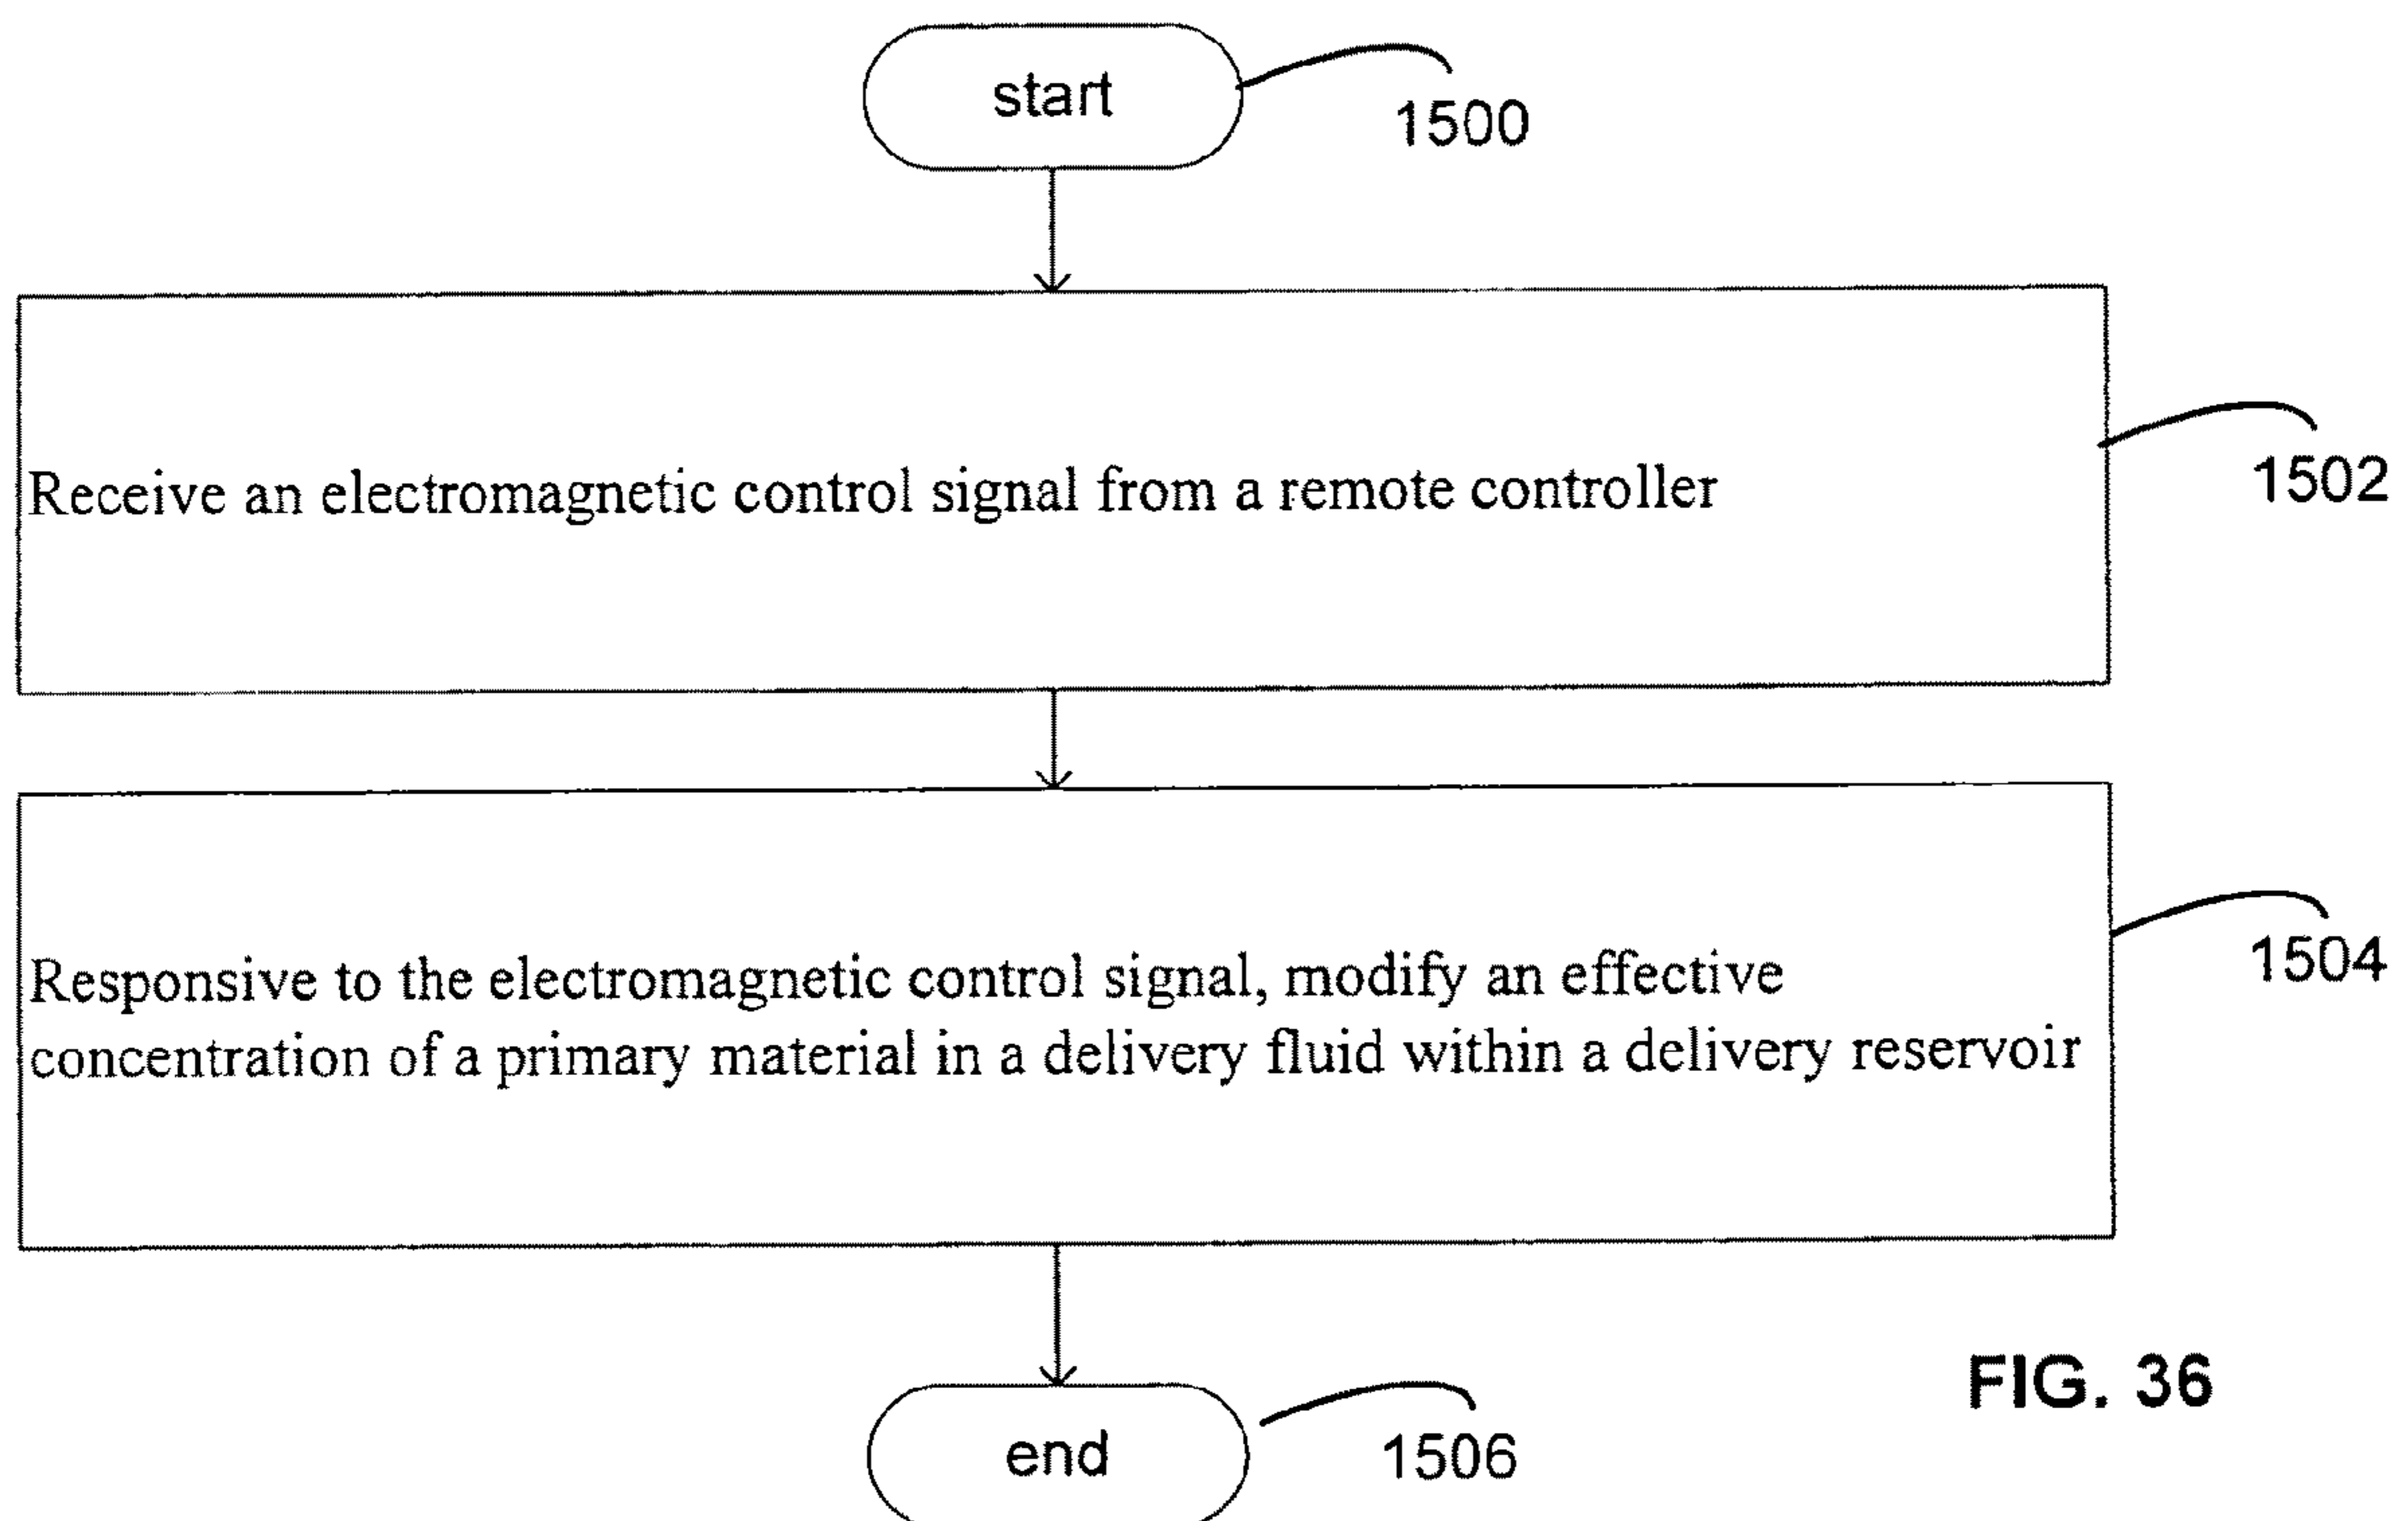 start
1500
Receive an electromagnetic control signal from a remote controller
1502
Responsive to the electromagnetic control signal, modify an effective
concentration of a primary material in a delivery fluid within a delivery reservoir
1504
FIG. 36
end
1506